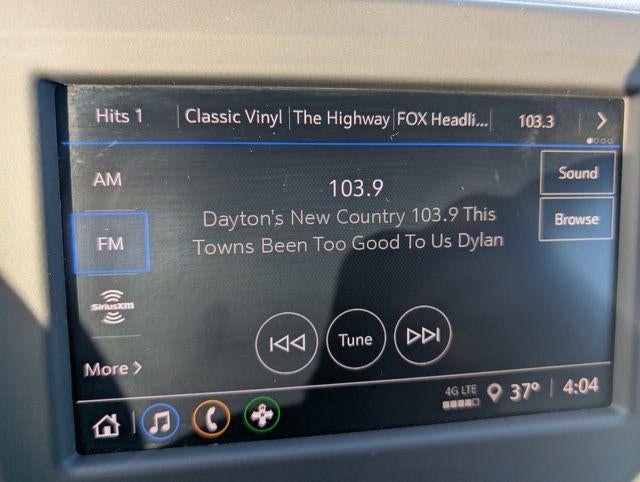 Hits 1 Classic Vinyl The Highway FOX Headli... 103.3
AM
103.9
Sound
Dayton's New Country 103.9 This
Browse
FM
Towns Been Too Good To Us Dylan
SiriusXM
Tune
More
4G LTE
37° 4:04